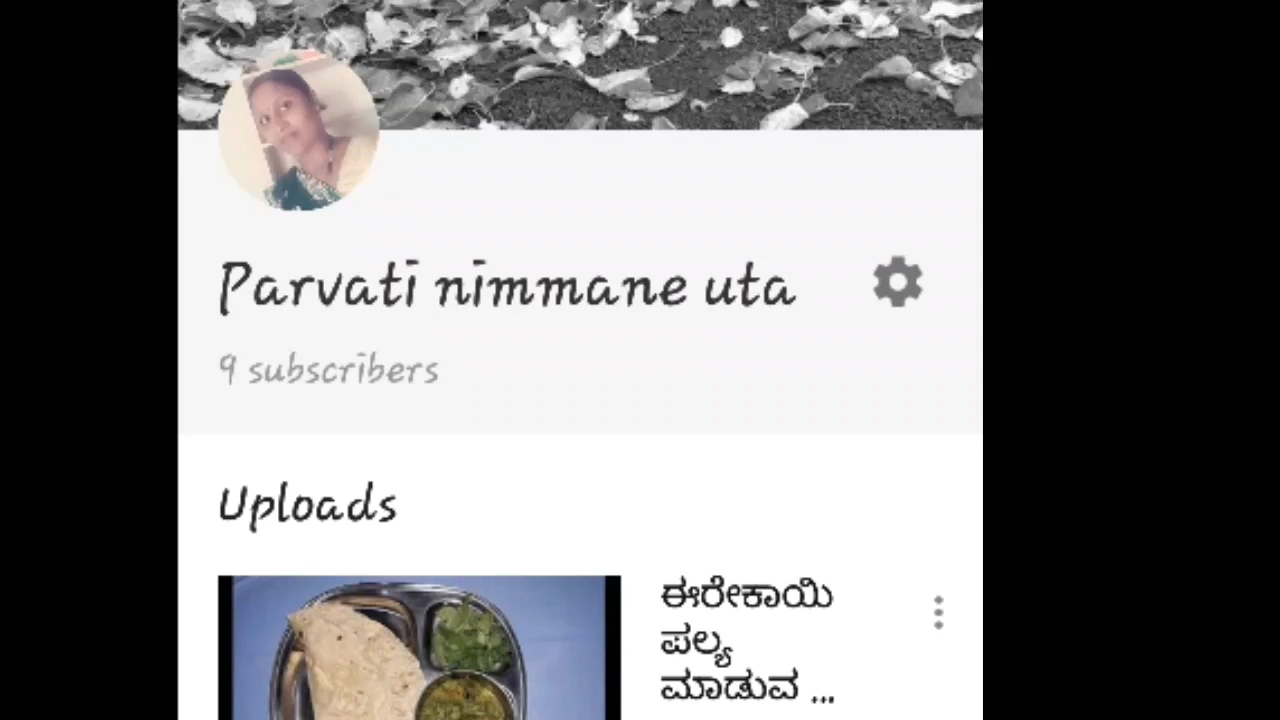 Parvati nimmane uta
9 subscribers
Uploads
ಈರೇಕಾಯಿ
ಪಲ್ಯ
ಮಾಡುವ ...